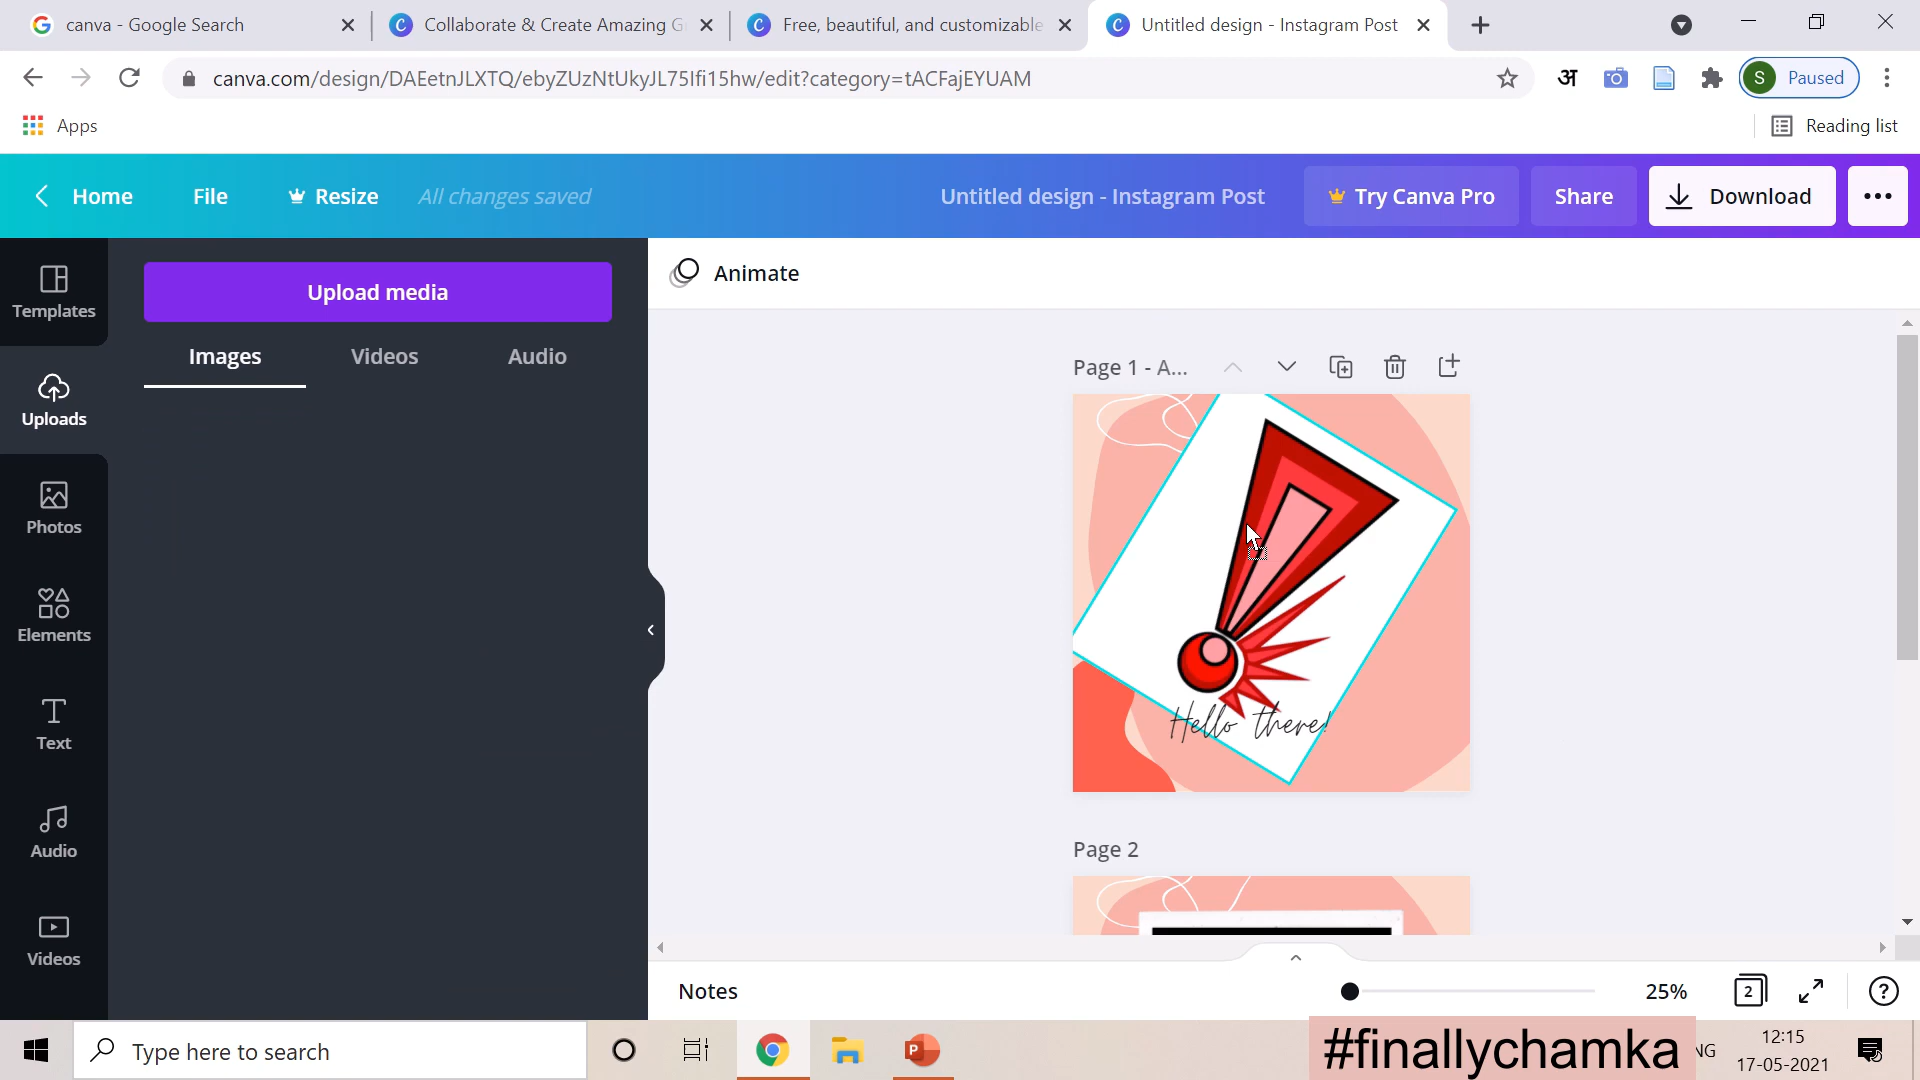 canva - Google Search
Collaborate & Create Amazing G
Free, beautiful, and customizable
Untitled design - Instagram Post
canva.com/design/DAEetnJLXTQ/ebyZUzNtUkyJL75Ifi15hw/edit?category=tACFajEYUAM
अ
S
Paused
Apps
Reading list
Home
File
Resize
All changes saved
Untitled design - Instagram Post
Try Canva Pro
Share
Download
Templates
Uploads
Photos
Elements
Text
Audio
Videos
Upload media
Images
Videos
Audio
Animate
Page 1 - A...
Hello there!
Page 2
Notes
25%
2
Type here to search
#finallychamka
NG
12:15
17-05-2021